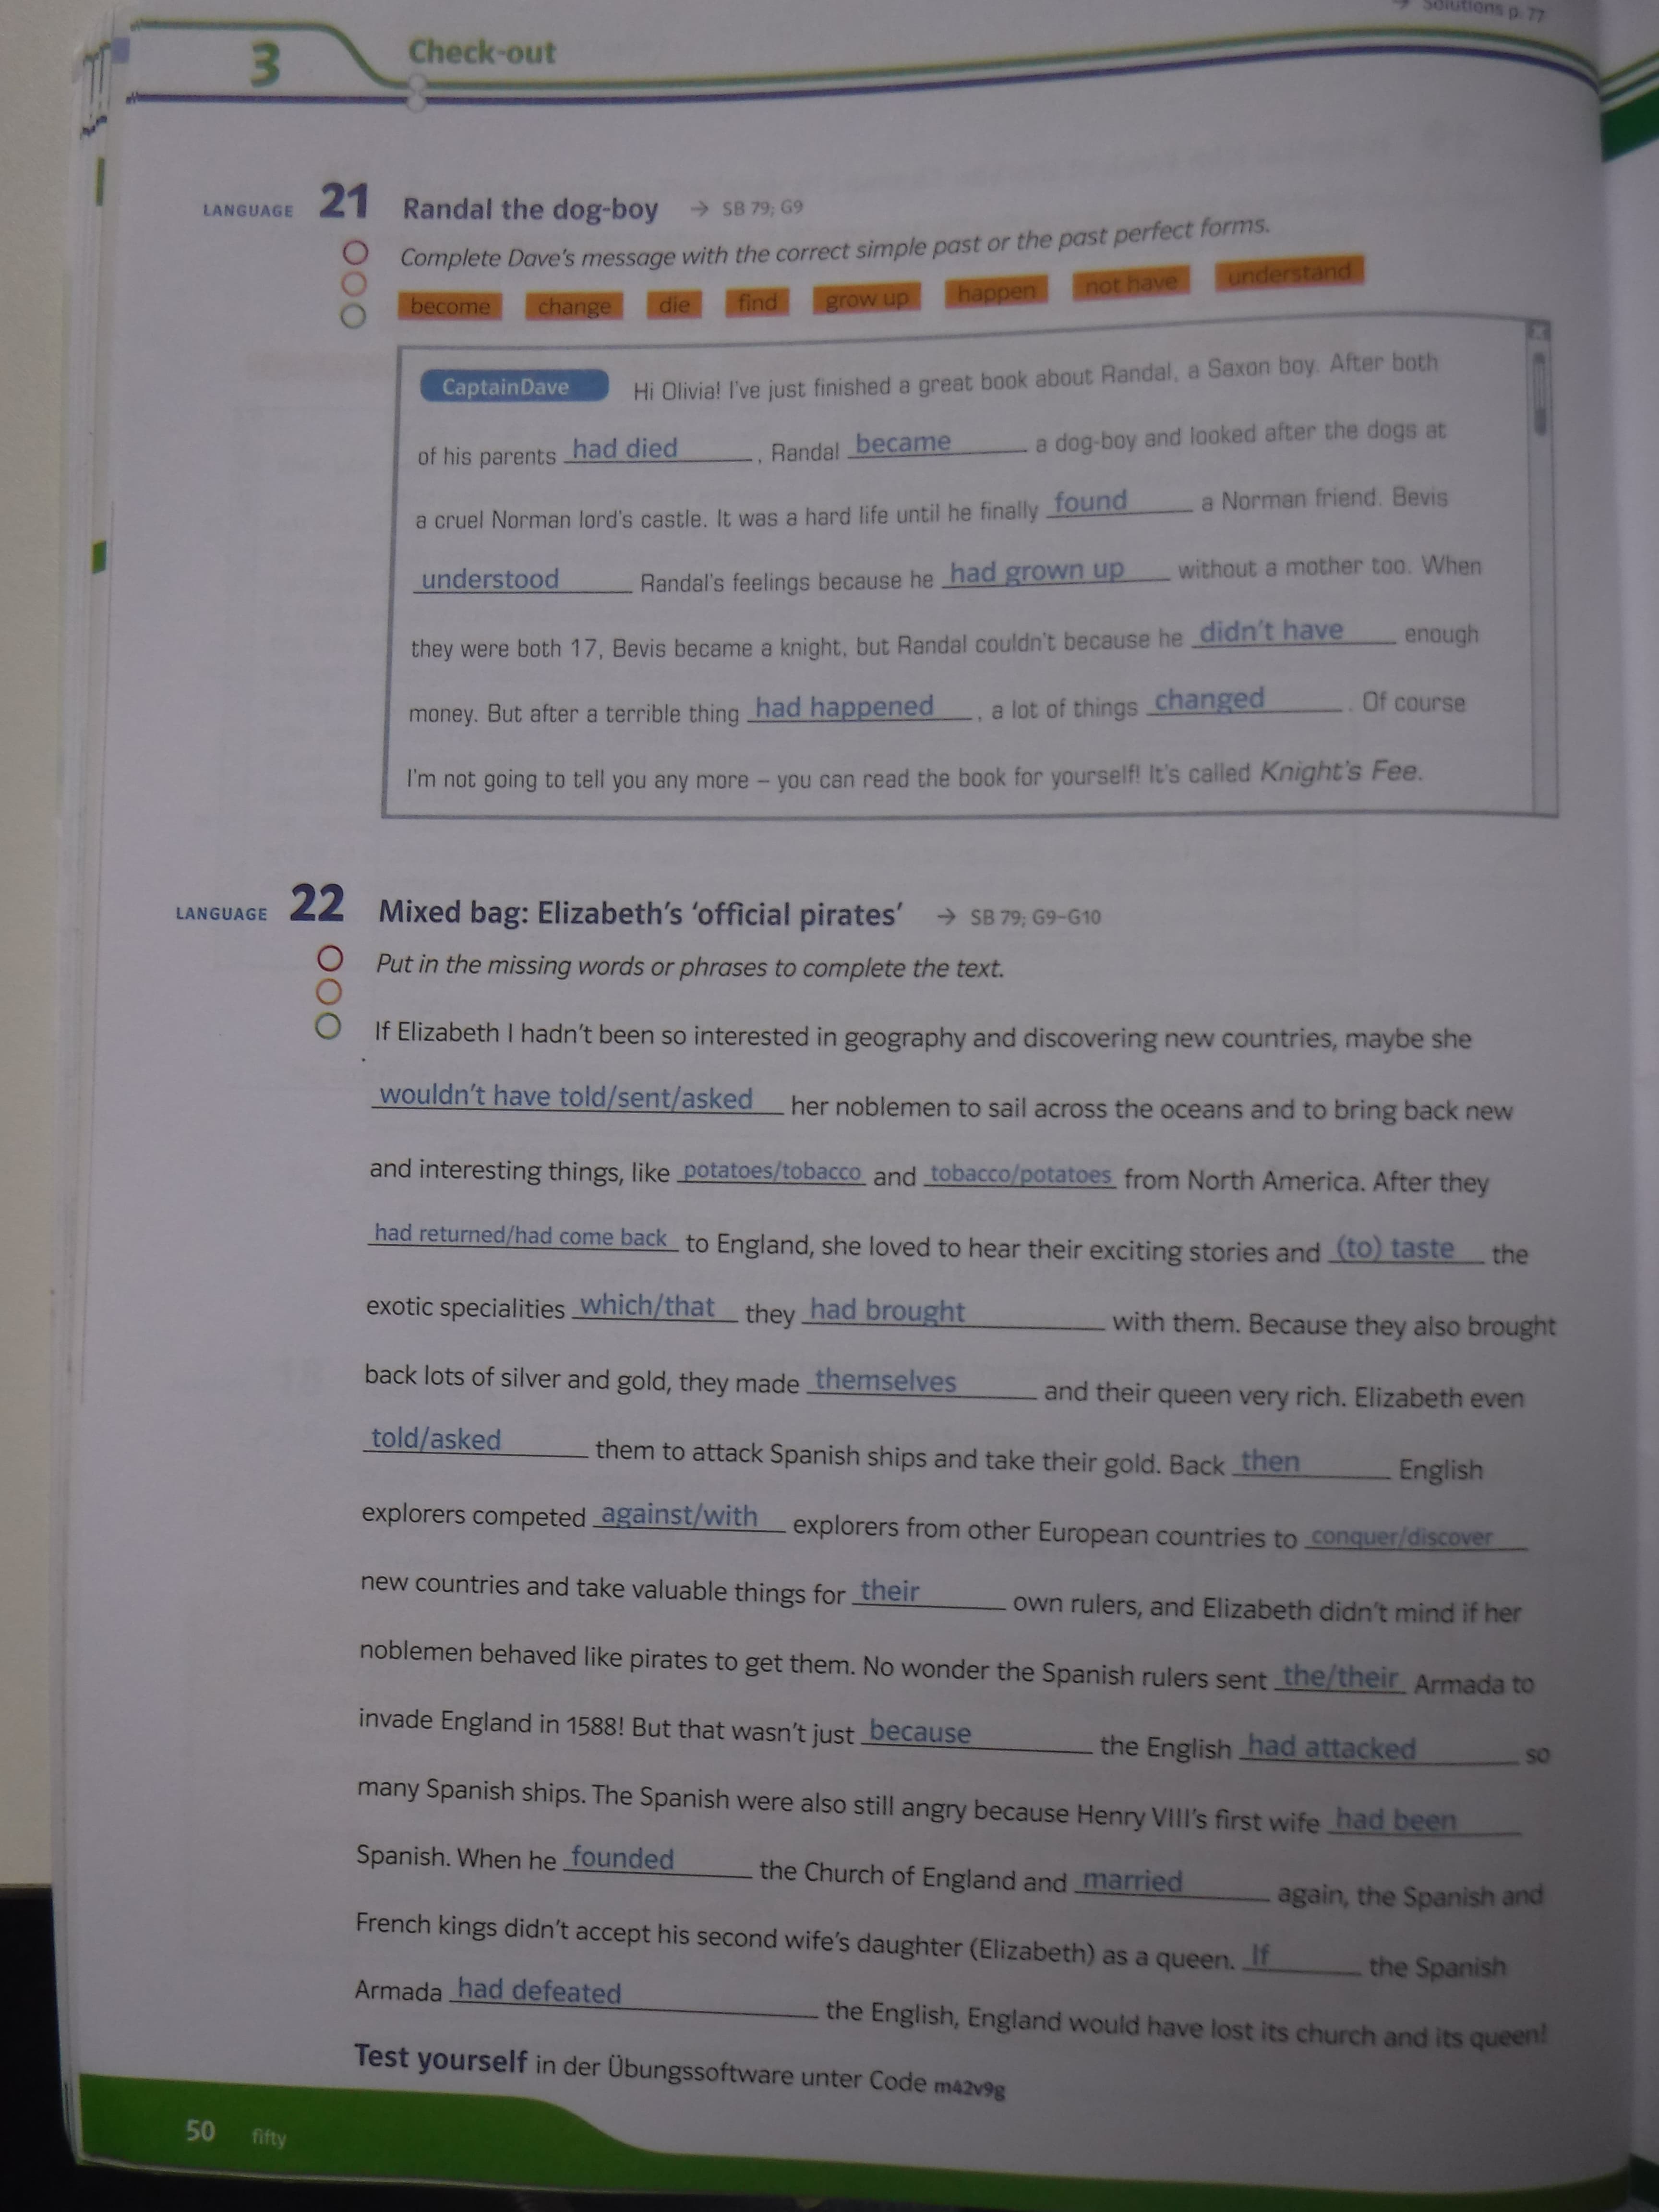 → Solutions p. 77
3 Check-out
LANGUAGE 21 Randal the dog-boy → SB 79; G9
Complete Dave's message with the correct simple past or the past perfect forms.
become change die find grow up happen not have understand
CaptainDave Hi Olivia! I've just finished a great book about Randal, a Saxon boy. After both
of his parents had died, Randal became a dog-boy and looked after the dogs at
a cruel Norman lord's castle. It was a hard life until he finally found a Norman friend. Bevis
understood Randal's feelings because he had grown up without a mother too. When
they were both 17, Bevis became a knight, but Randal couldn't because he didn't have enough
money. But after a terrible thing had happened, a lot of things changed. Of course
I'm not going to tell you any more – you can read the book for yourself! It's called Knight's Fee.
LANGUAGE 22 Mixed bag: Elizabeth's 'official pirates' → SB 79; G9–G10
Put in the missing words or phrases to complete the text.
If Elizabeth I hadn't been so interested in geography and discovering new countries, maybe she
wouldn't have told/sent/asked her noblemen to sail across the oceans and to bring back new
and interesting things, like potatoes/tobacco and tobacco/potatoes from North America. After they
had returned/had come back to England, she loved to hear their exciting stories and (to) taste the
exotic specialities which/that they had brought with them. Because they also brought
back lots of silver and gold, they made themselves and their queen very rich. Elizabeth even
told/asked them to attack Spanish ships and take their gold. Back then English
explorers competed against/with explorers from other European countries to conquer/discover
new countries and take valuable things for their own rulers, and Elizabeth didn't mind if her
noblemen behaved like pirates to get them. No wonder the Spanish rulers sent the/their Armada to
invade England in 1588! But that wasn't just because the English had attacked so
many Spanish ships. The Spanish were also still angry because Henry VIII's first wife had been
Spanish. When he founded the Church of England and married again, the Spanish and
French kings didn't accept his second wife's daughter (Elizabeth) as a queen. If the Spanish
Armada had defeated the English, England would have lost its church and its queen!
Test yourself in der Übungssoftware unter Code m42v9g
50 fifty